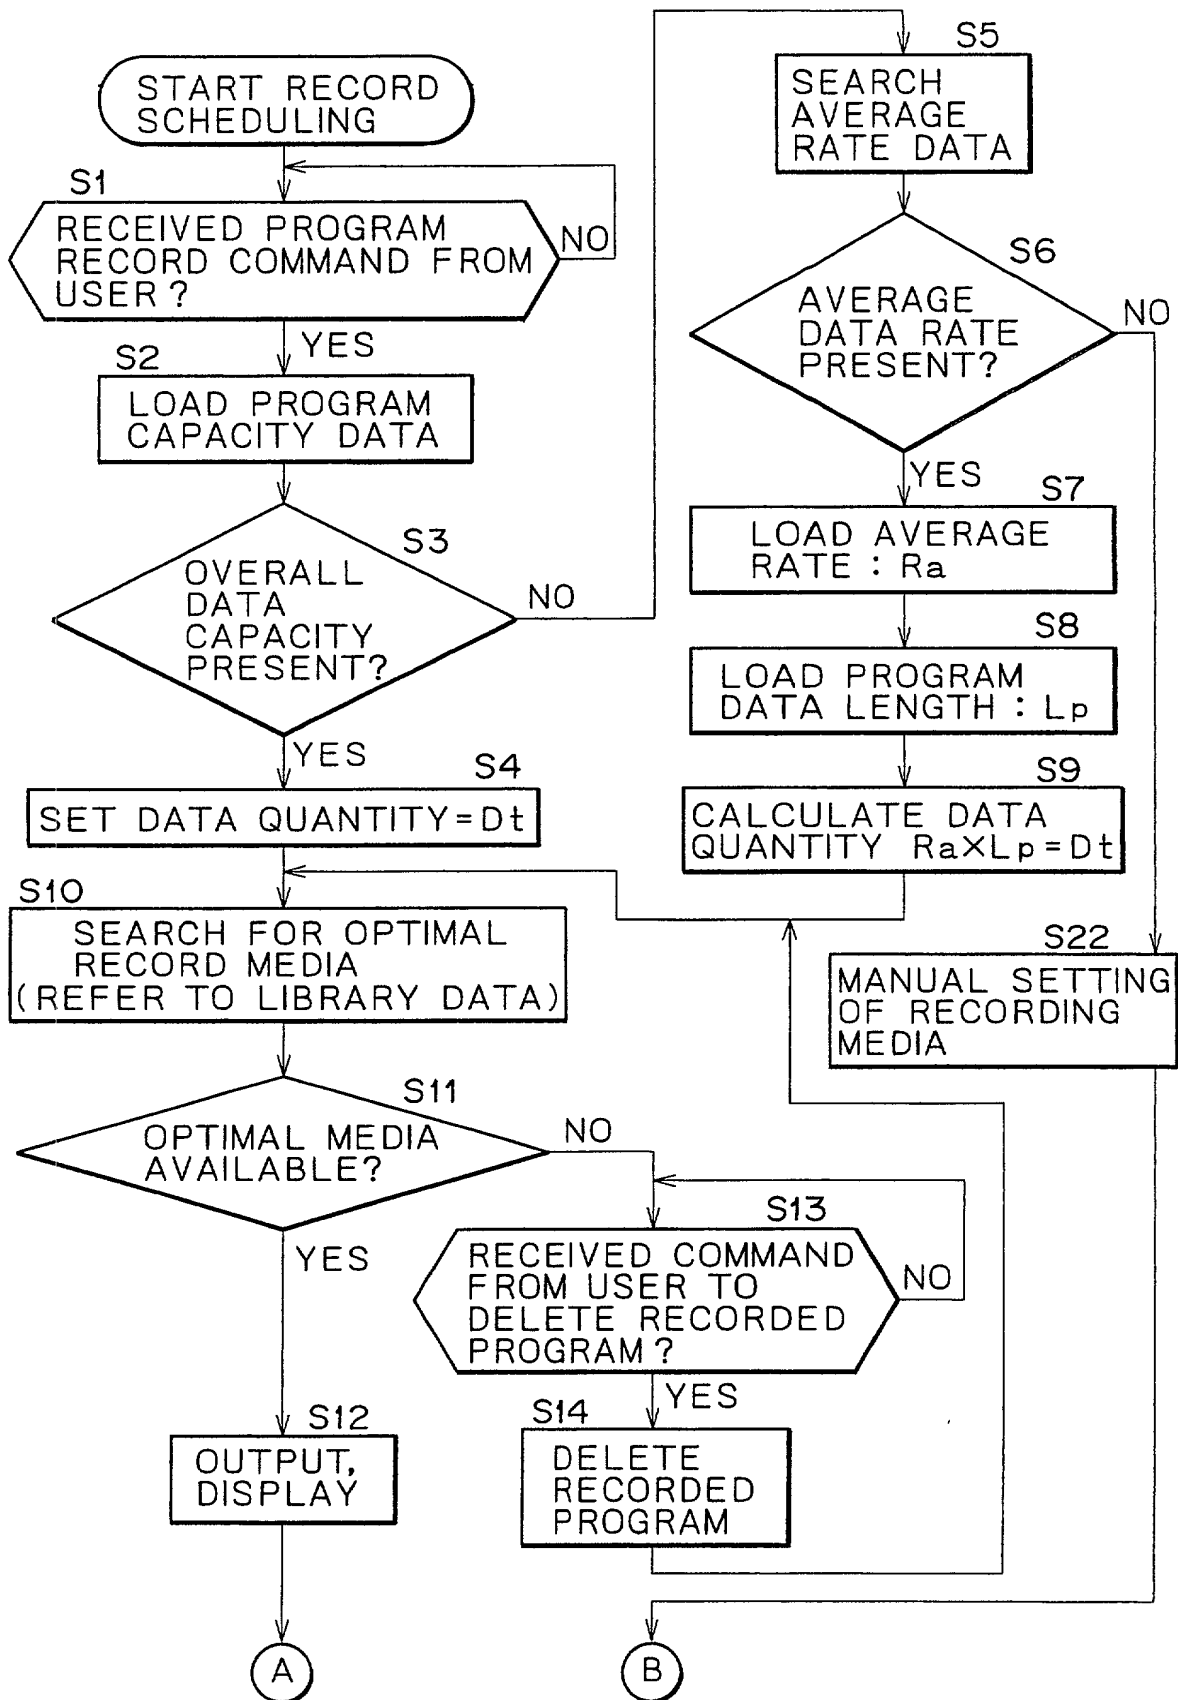 START RECORD
SCHEDULING
S1
RECEIVED PROGRAM
RECORD COMMAND FROM
USER?
NO
YES
S2
LOAD PROGRAM
CAPACITY DATA
S3
OVERALL
DATA
CAPACITY
PRESENT?
NO
YES
S4
SET DATA QUANTITY=Dt
S5
SEARCH
AVERAGE
RATE DATA
S6
AVERAGE
DATA RATE
PRESENT?
NO
YES
S7
LOAD AVERAGE
RATE : Ra
S8
LOAD PROGRAM
DATA LENGTH : Lp
S9
CALCULATE DATA
QUANTITY Ra×Lp=Dt
S10
SEARCH FOR OPTIMAL
RECORD MEDIA
(REFER TO LIBRARY DATA)
S22
MANUAL SETTING
OF RECORDING
MEDIA
S11
OPTIMAL MEDIA
AVAILABLE?
NO
YES
S13
RECEIVED COMMAND
FROM USER TO
DELETE RECORDED
PROGRAM?
NO
YES
S12
OUTPUT,
DISPLAY
S14
DELETE
RECORDED
PROGRAM
A
B